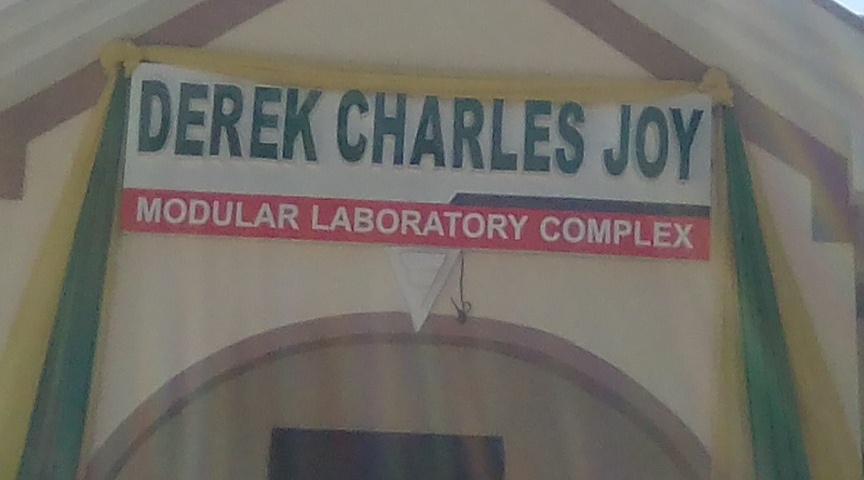 DEREK CHARLES JOY
MODULAR LABORATORY COMPLEX